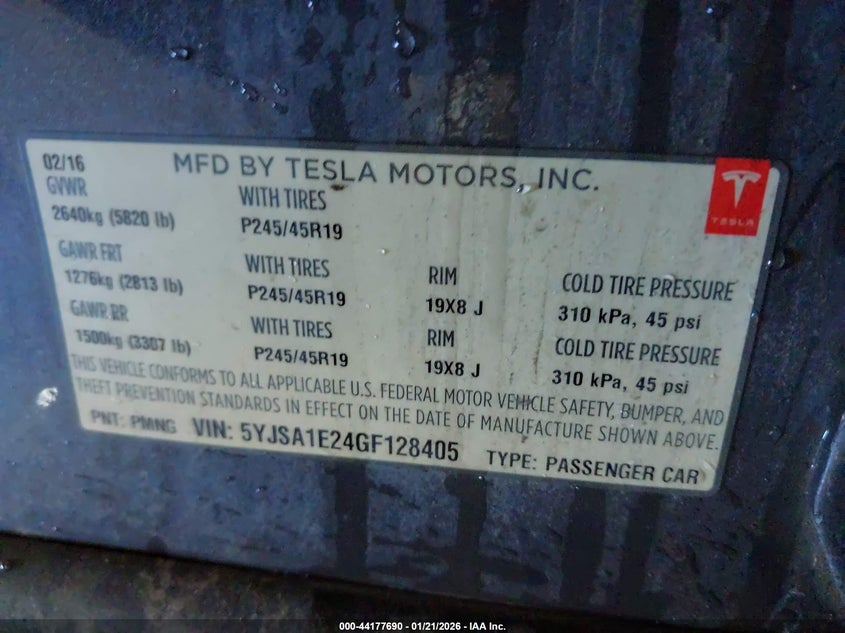 02/16 MFD BY TESLA MOTORS, INC.
TESLA
GVWR WITH TIRES
2640kg (5820 lb) P245/45R19
GAWR FRT WITH TIRES RIM COLD TIRE PRESSURE
1276kg (2813 lb) P245/45R19 19X8 J 310 kPa, 45 psi
GAWR RR WITH TIRES RIM COLD TIRE PRESSURE
1500kg (3307 lb) P245/45R19 19X8 J 310 kPa, 45 psi
THIS VEHICLE CONFORMS TO ALL APPLICABLE U.S. FEDERAL MOTOR VEHICLE SAFETY, BUMPER, AND
THEFT PREVENTION STANDARDS IN EFFECT ON THE DATE OF MANUFACTURE SHOWN ABOVE.
PNT: PMNG VIN: 5YJSA1E24GF128405 TYPE: PASSENGER CAR
000-44177690 - 01/21/2026 - IAA Inc.